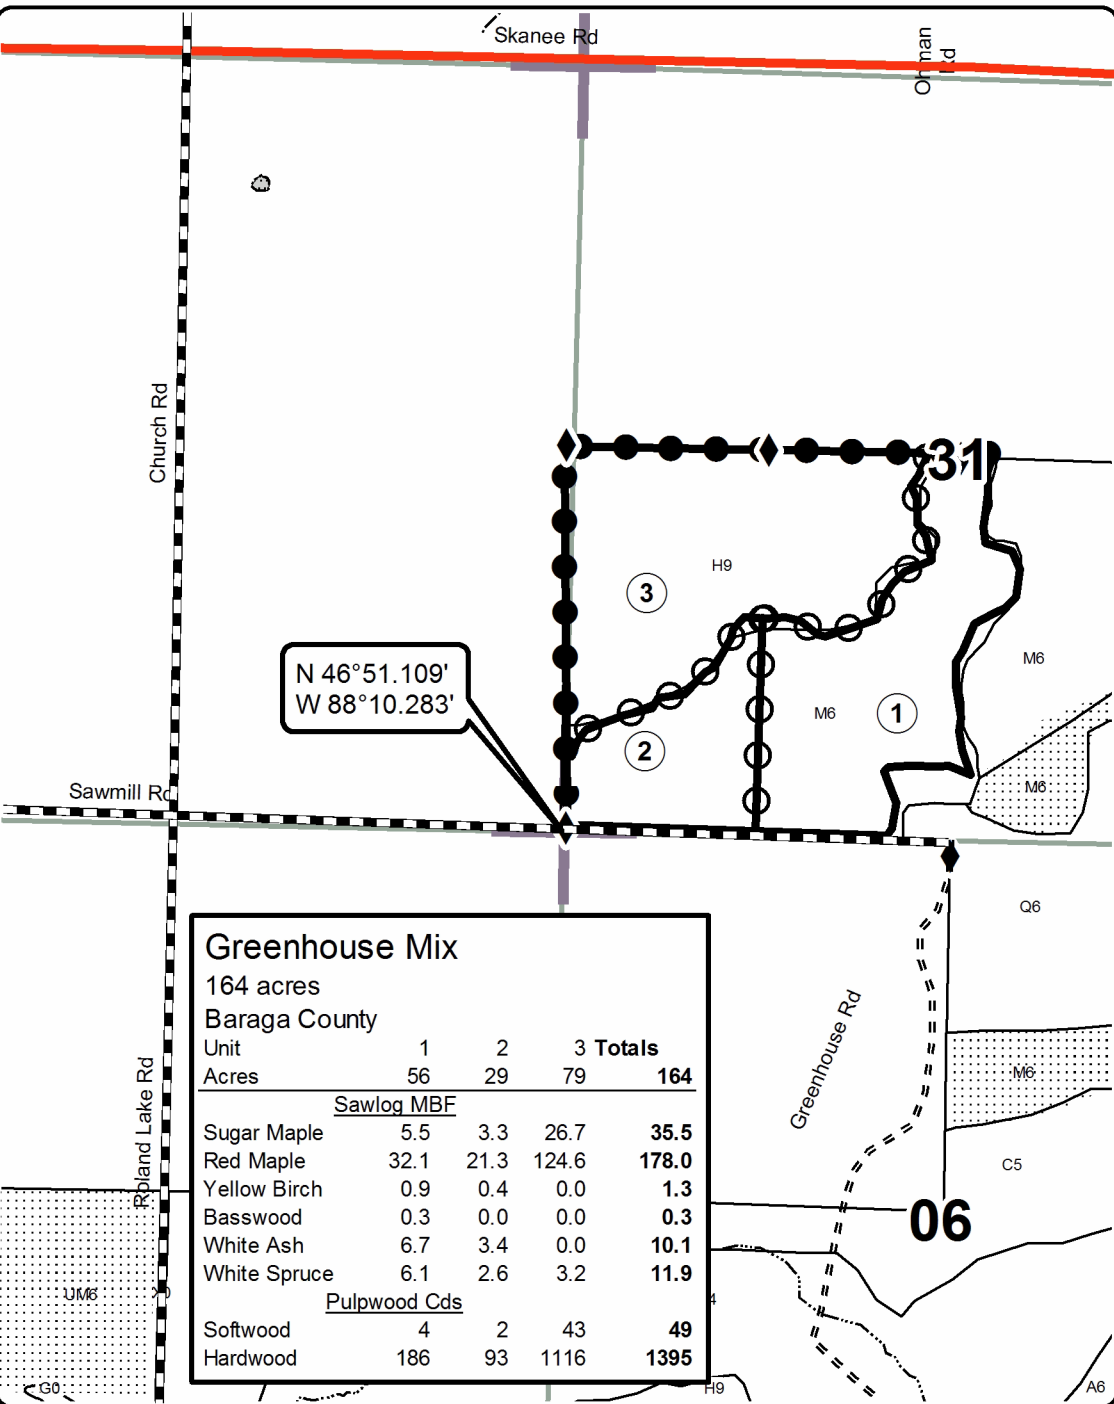 Skanee Rd
Ohman
Rd
Church Rd
31
H9
3
M6
N 46°51.109'
W 88°10.283'
M6
1
2
M6
Sawmill Rd
Q6
Greenhouse Mix
164 acres
Baraga County
Unit 1 2 3 Totals
Acres 56 29 79 164
Sawlog MBF
Sugar Maple 5.5 3.3 26.7 35.5
Red Maple 32.1 21.3 124.6 178.0
Yellow Birch 0.9 0.4 0.0 1.3
Basswood 0.3 0.0 0.0 0.3
White Ash 6.7 3.4 0.0 10.1
White Spruce 6.1 2.6 3.2 11.9
Pulpwood Cds
Softwood 4 2 43 49
Hardwood 186 93 1116 1395
Greenhouse Rd
M6
Roland Lake Rd
C5
06
UM6
4
G0
H9
A6